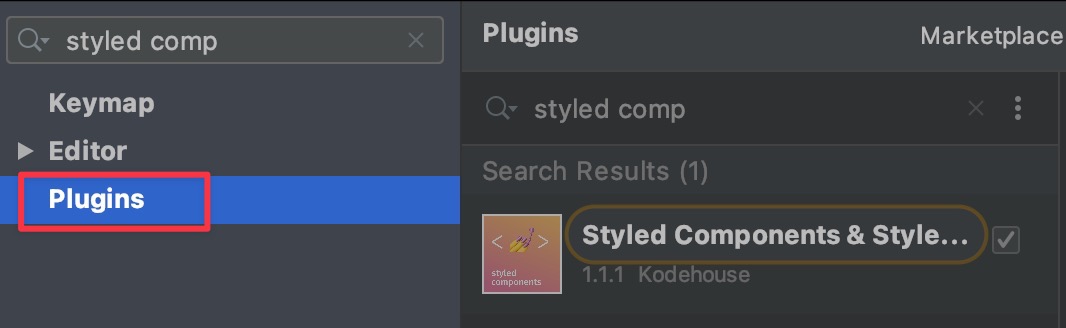 styled comp
Keymap
Editor
Plugins
Plugins
Marketplace
styled comp
Search Results (1)
< >
styled
components
Styled Components & Style...
1.1.1 Kodehouse